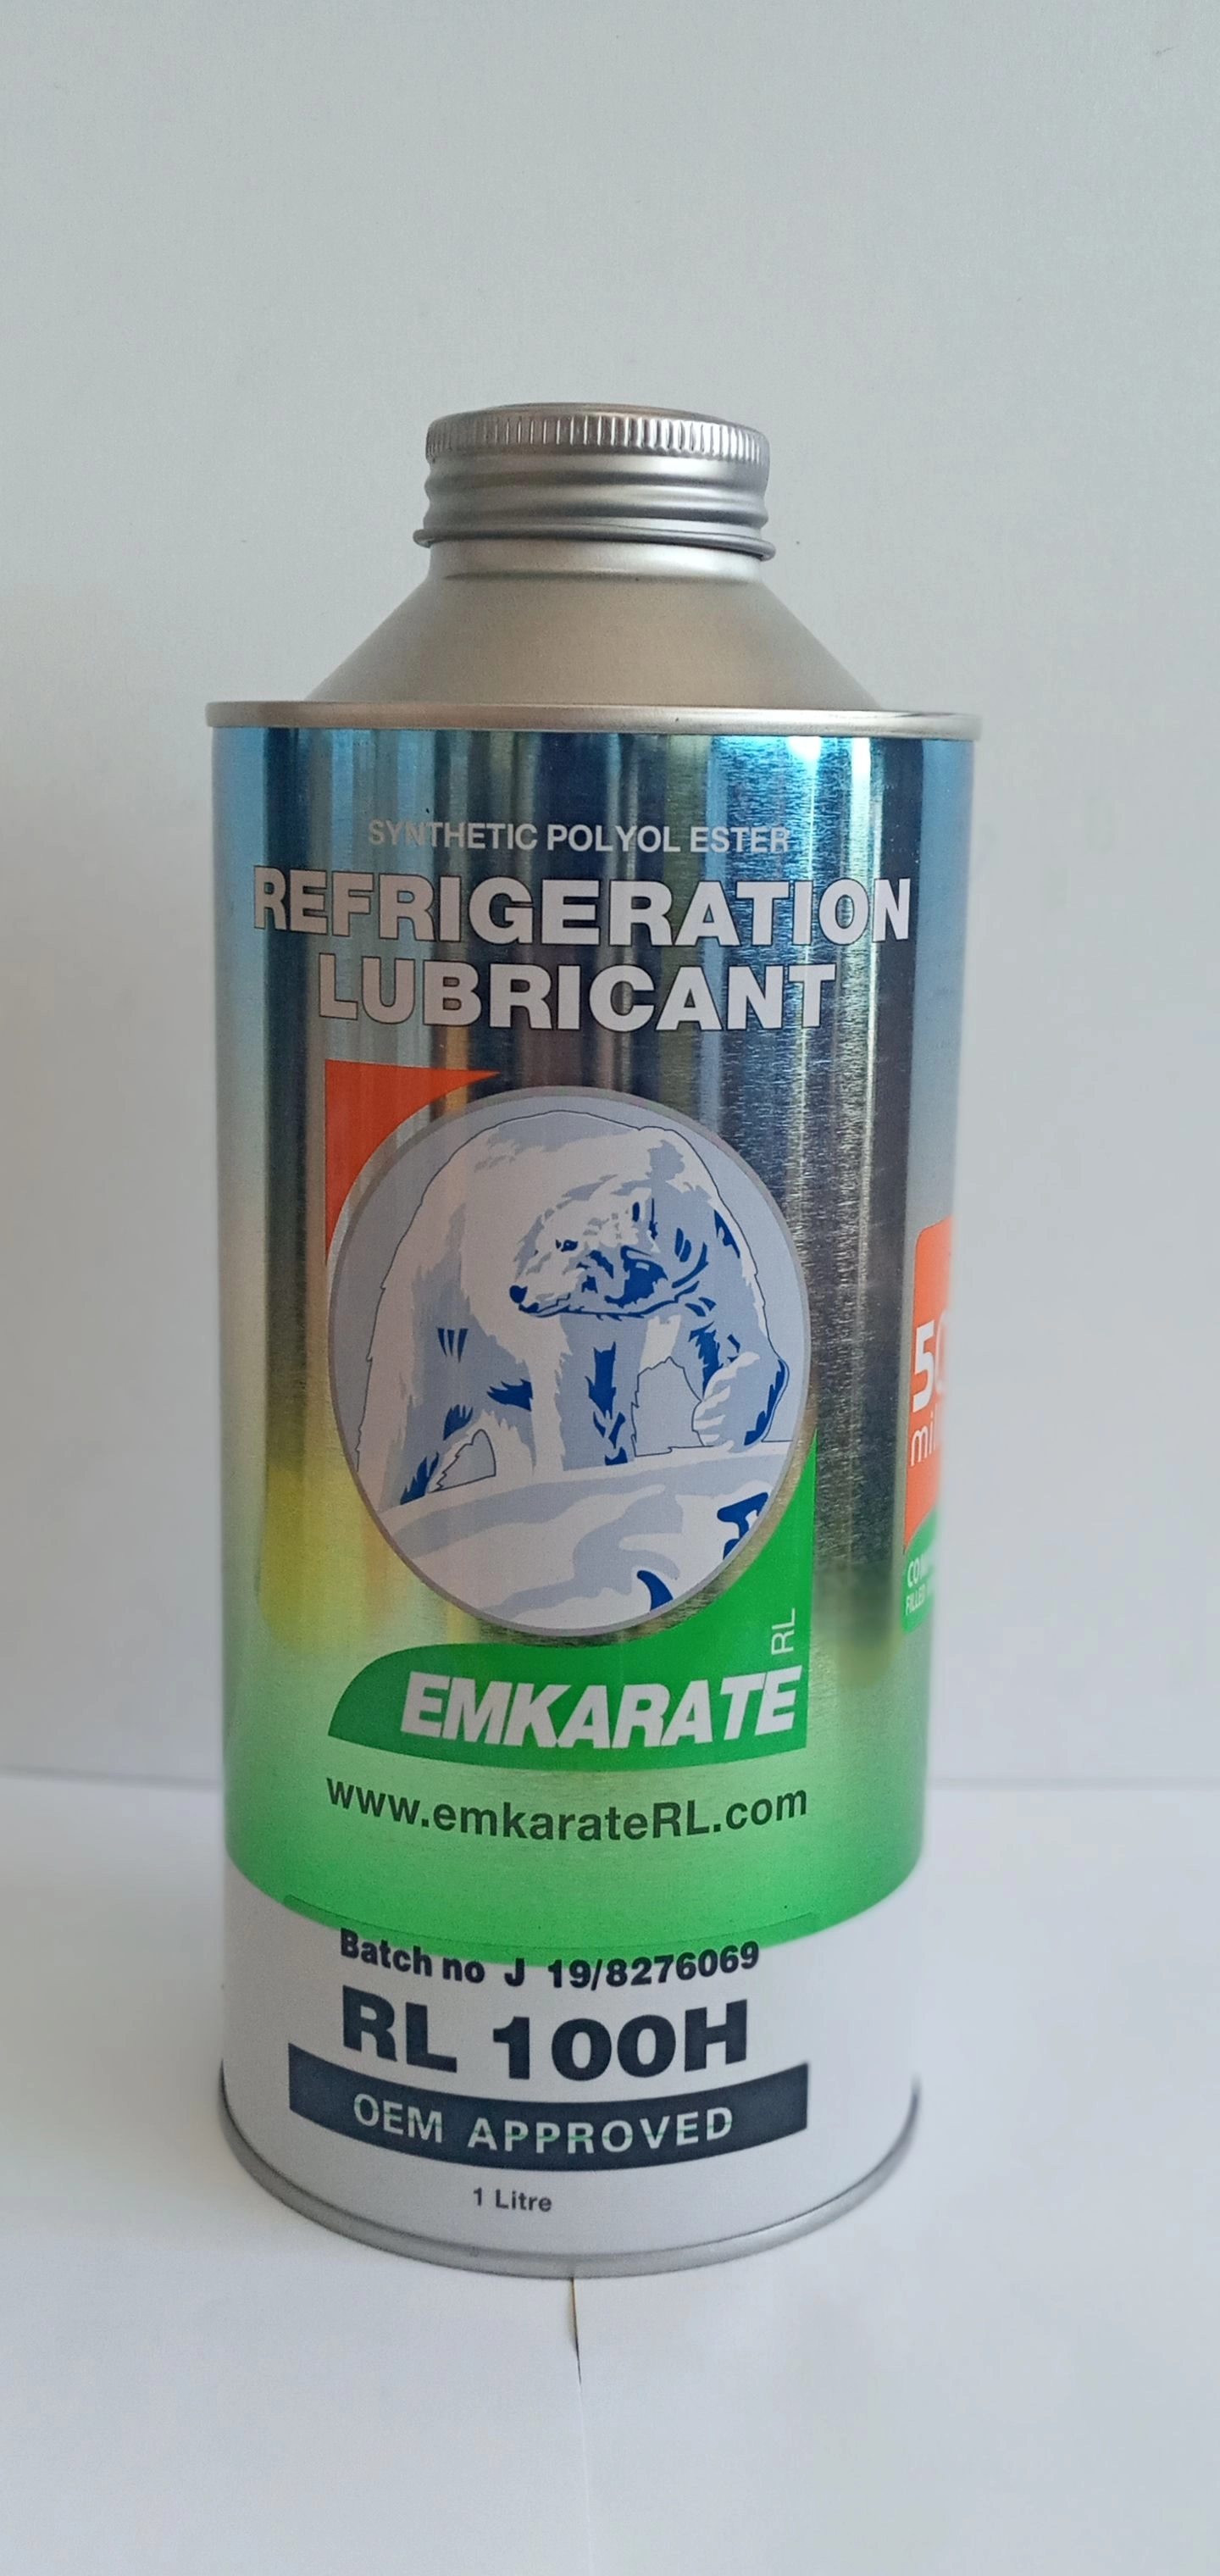 SYNTHETIC POLYOL ESTER
REFRIGERATION
LUBRICANT
RL
EMKARATE
www.emkarateRL.com
Batch no J 19/8276069
RL 100H
OEM APPROVED
1 Litre